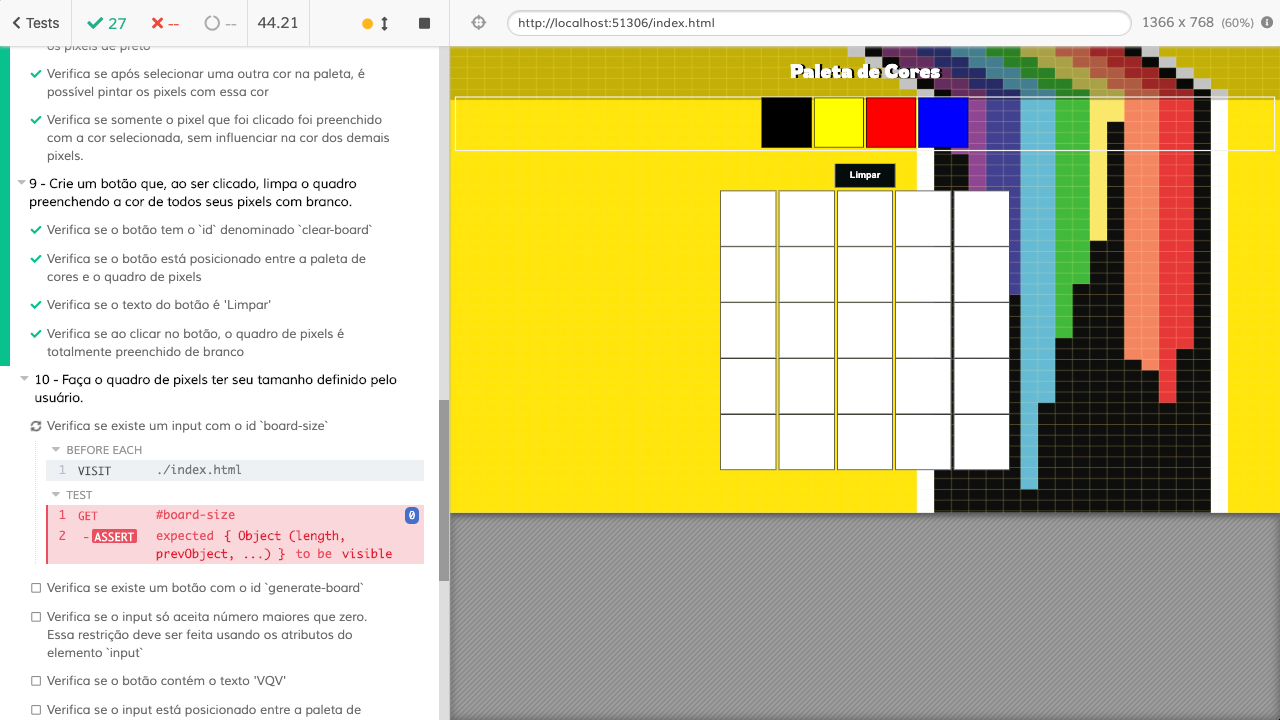 Tests
27
--
--
44.21
http://localhost:51306/index.html
1366 x 768 (60%)
os pixels de preto
Verifica se após selecionar uma outra cor na paleta, é
possível pintar os pixels com essa cor
Verifica se somente o pixel que foi clicado foi preenchido
com a cor selecionada, sem influenciar na cor dos demais
pixels.
9 - Crie um botão que, ao ser clicado, limpa o quadro
preenchendo a cor de todos seus pixels com branco.
Verifica se o botão tem o `id` denominado `clear-board`
Verifica se o botão está posicionado entre a paleta de
cores e o quadro de pixels
Verifica se o texto do botão é 'Limpar'
Verifica se ao clicar no botão, o quadro de pixels é
totalmente preenchido de branco
10 - Faça o quadro de pixels ter seu tamanho definido pelo
usuário.
Verifica se existe um input com o id `board-size`
BEFORE EACH
1 VISIT ./index.html
TEST
1 GET #board-size 0
2 -ASSERT expected { Object (length,
prevObject, ...) } to be visible
Verifica se existe um botão com o id `generate-board`
Verifica se o input só aceita número maiores que zero.
Essa restrição deve ser feita usando os atributos do
elemento `input`
Verifica se o botão contém o texto 'VQV'
Verifica se o input está posicionado entre a paleta de
Paleta de Cores
Limpar